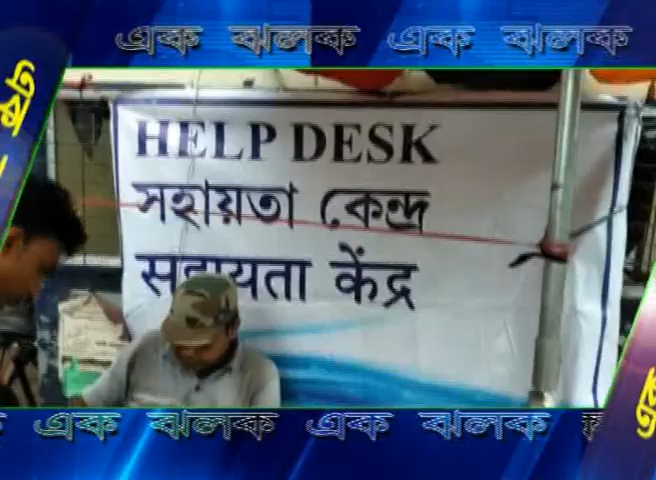 এক ঝলক এক ঝলক
HELP DESK
সহায়তা কেন্দ্র
सहायता केंद्र
এক ঝলক এক ঝলক